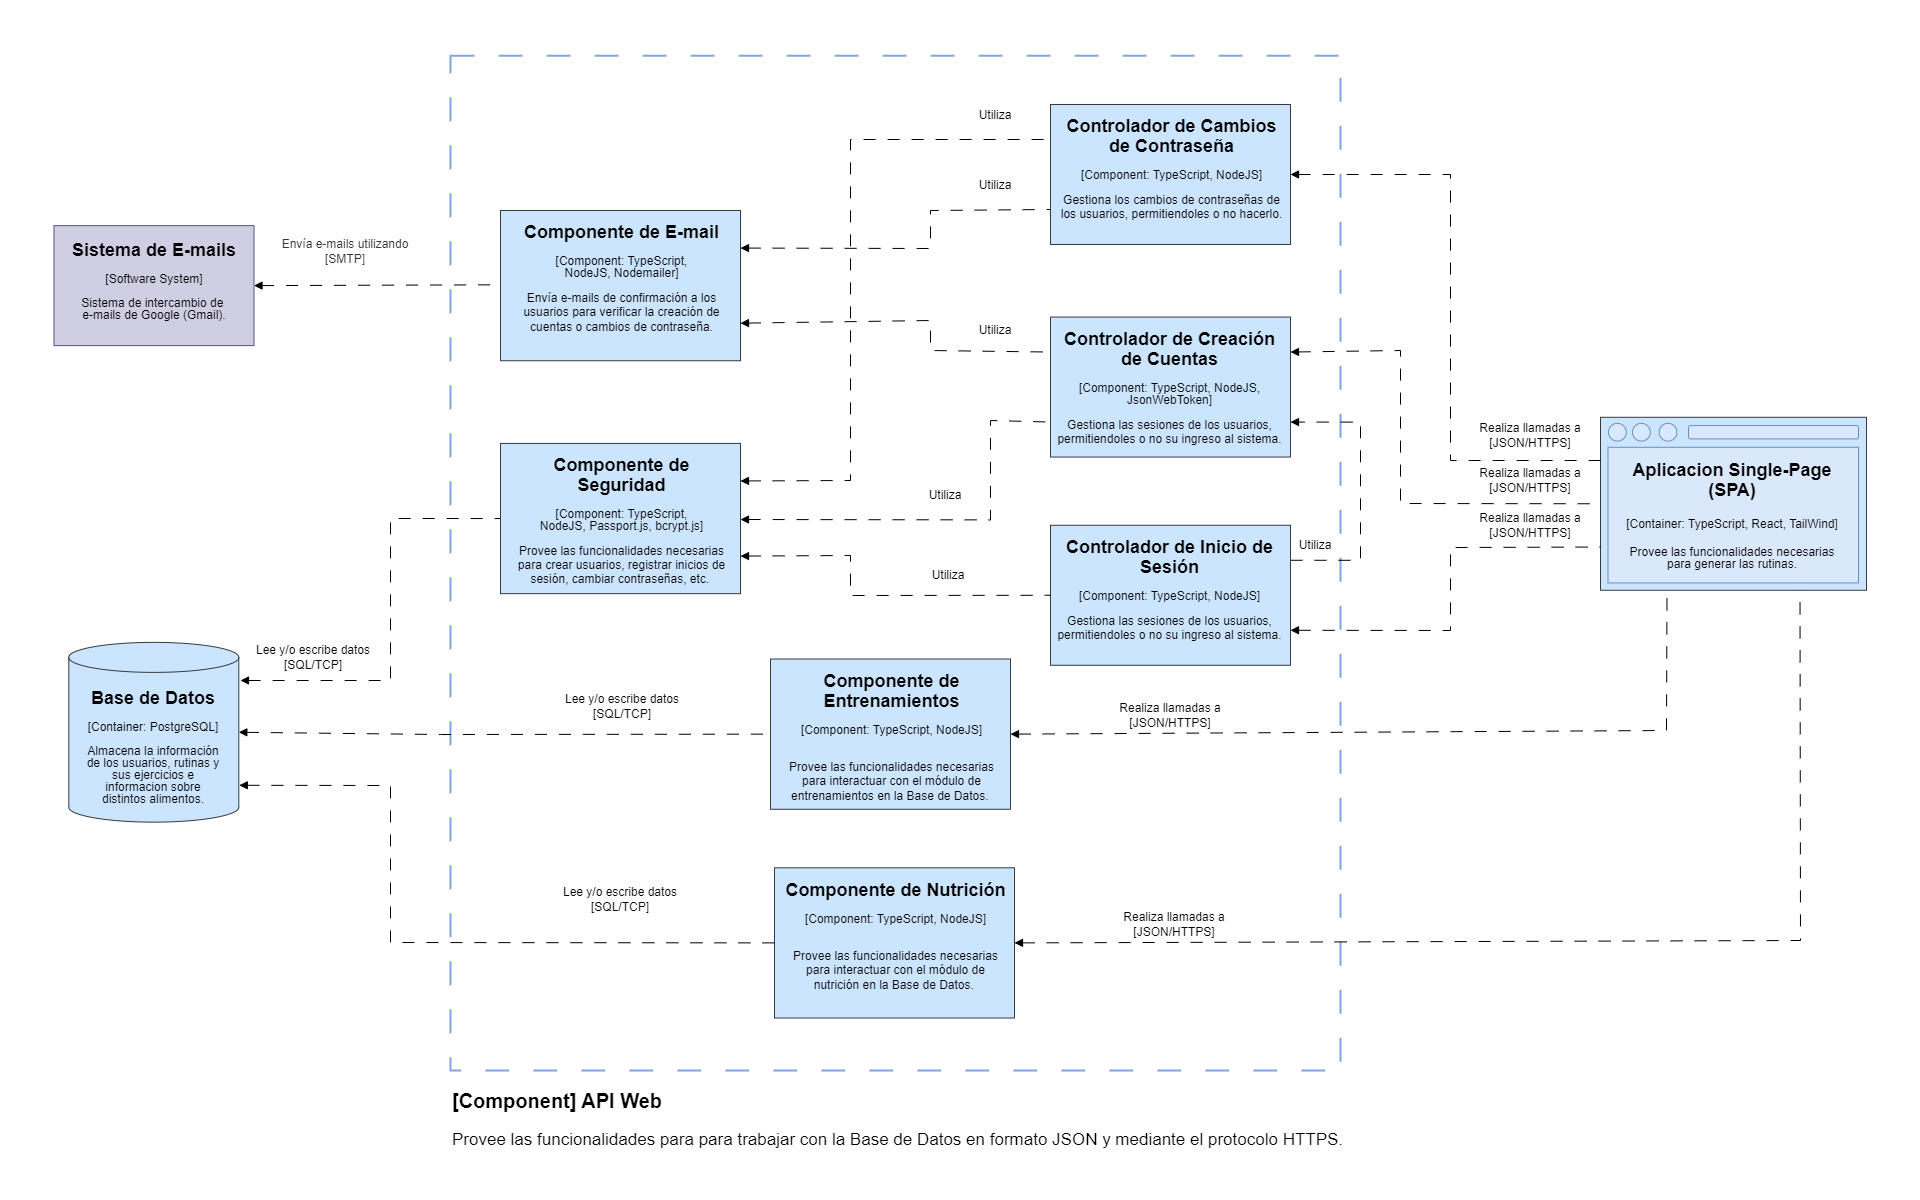 Utiliza
Controlador de Cambios
de Contraseña
[Component: TypeScript, NodeJS]
Gestiona los cambios de contraseñas de
los usuarios, permitiendoles o no hacerlo.
Utiliza
Sistema de E-mails
[Software System]
Sistema de intercambio de
e-mails de Google (Gmail).
Envía e-mails utilizando
[SMTP]
Componente de E-mail
[Component: TypeScript,
NodeJS, Nodemailer]
Envía e-mails de confirmación a los
usuarios para verificar la creación de
cuentas o cambios de contraseña.
Utiliza
Controlador de Creación
de Cuentas
[Component: TypeScript, NodeJS,
JsonWebToken]
Gestiona las sesiones de los usuarios,
permitiendoles o no su ingreso al sistema.
Realiza llamadas a
[JSON/HTTPS]
Realiza llamadas a
[JSON/HTTPS]
Realiza llamadas a
[JSON/HTTPS]
Aplicacion Single-Page
(SPA)
[Container: TypeScript, React, TailWind]
Provee las funcionalidades necesarias
para generar las rutinas.
Componente de
Seguridad
[Component: TypeScript,
NodeJS, Passport.js, bcrypt.js]
Provee las funcionalidades necesarias
para crear usuarios, registrar inicios de
sesión, cambiar contraseñas, etc.
Utiliza
Utiliza
Controlador de Inicio de
Sesión
[Component: TypeScript, NodeJS]
Gestiona las sesiones de los usuarios,
permitiendoles o no su ingreso al sistema.
Utiliza
Lee y/o escribe datos
[SQL/TCP]
Base de Datos
[Container: PostgreSQL]
Almacena la información
de los usuarios, rutinas y
sus ejercicios e
informacion sobre
distintos alimentos.
Lee y/o escribe datos
[SQL/TCP]
Componente de
Entrenamientos
[Component: TypeScript, NodeJS]
Provee las funcionalidades necesarias
para interactuar con el módulo de
entrenamientos en la Base de Datos.
Realiza llamadas a
[JSON/HTTPS]
Lee y/o escribe datos
[SQL/TCP]
Componente de Nutrición
[Component: TypeScript, NodeJS]
Provee las funcionalidades necesarias
para interactuar con el módulo de
nutrición en la Base de Datos.
Realiza llamadas a
[JSON/HTTPS]
[Component] API Web
Provee las funcionalidades para para trabajar con la Base de Datos en formato JSON y mediante el protocolo HTTPS.